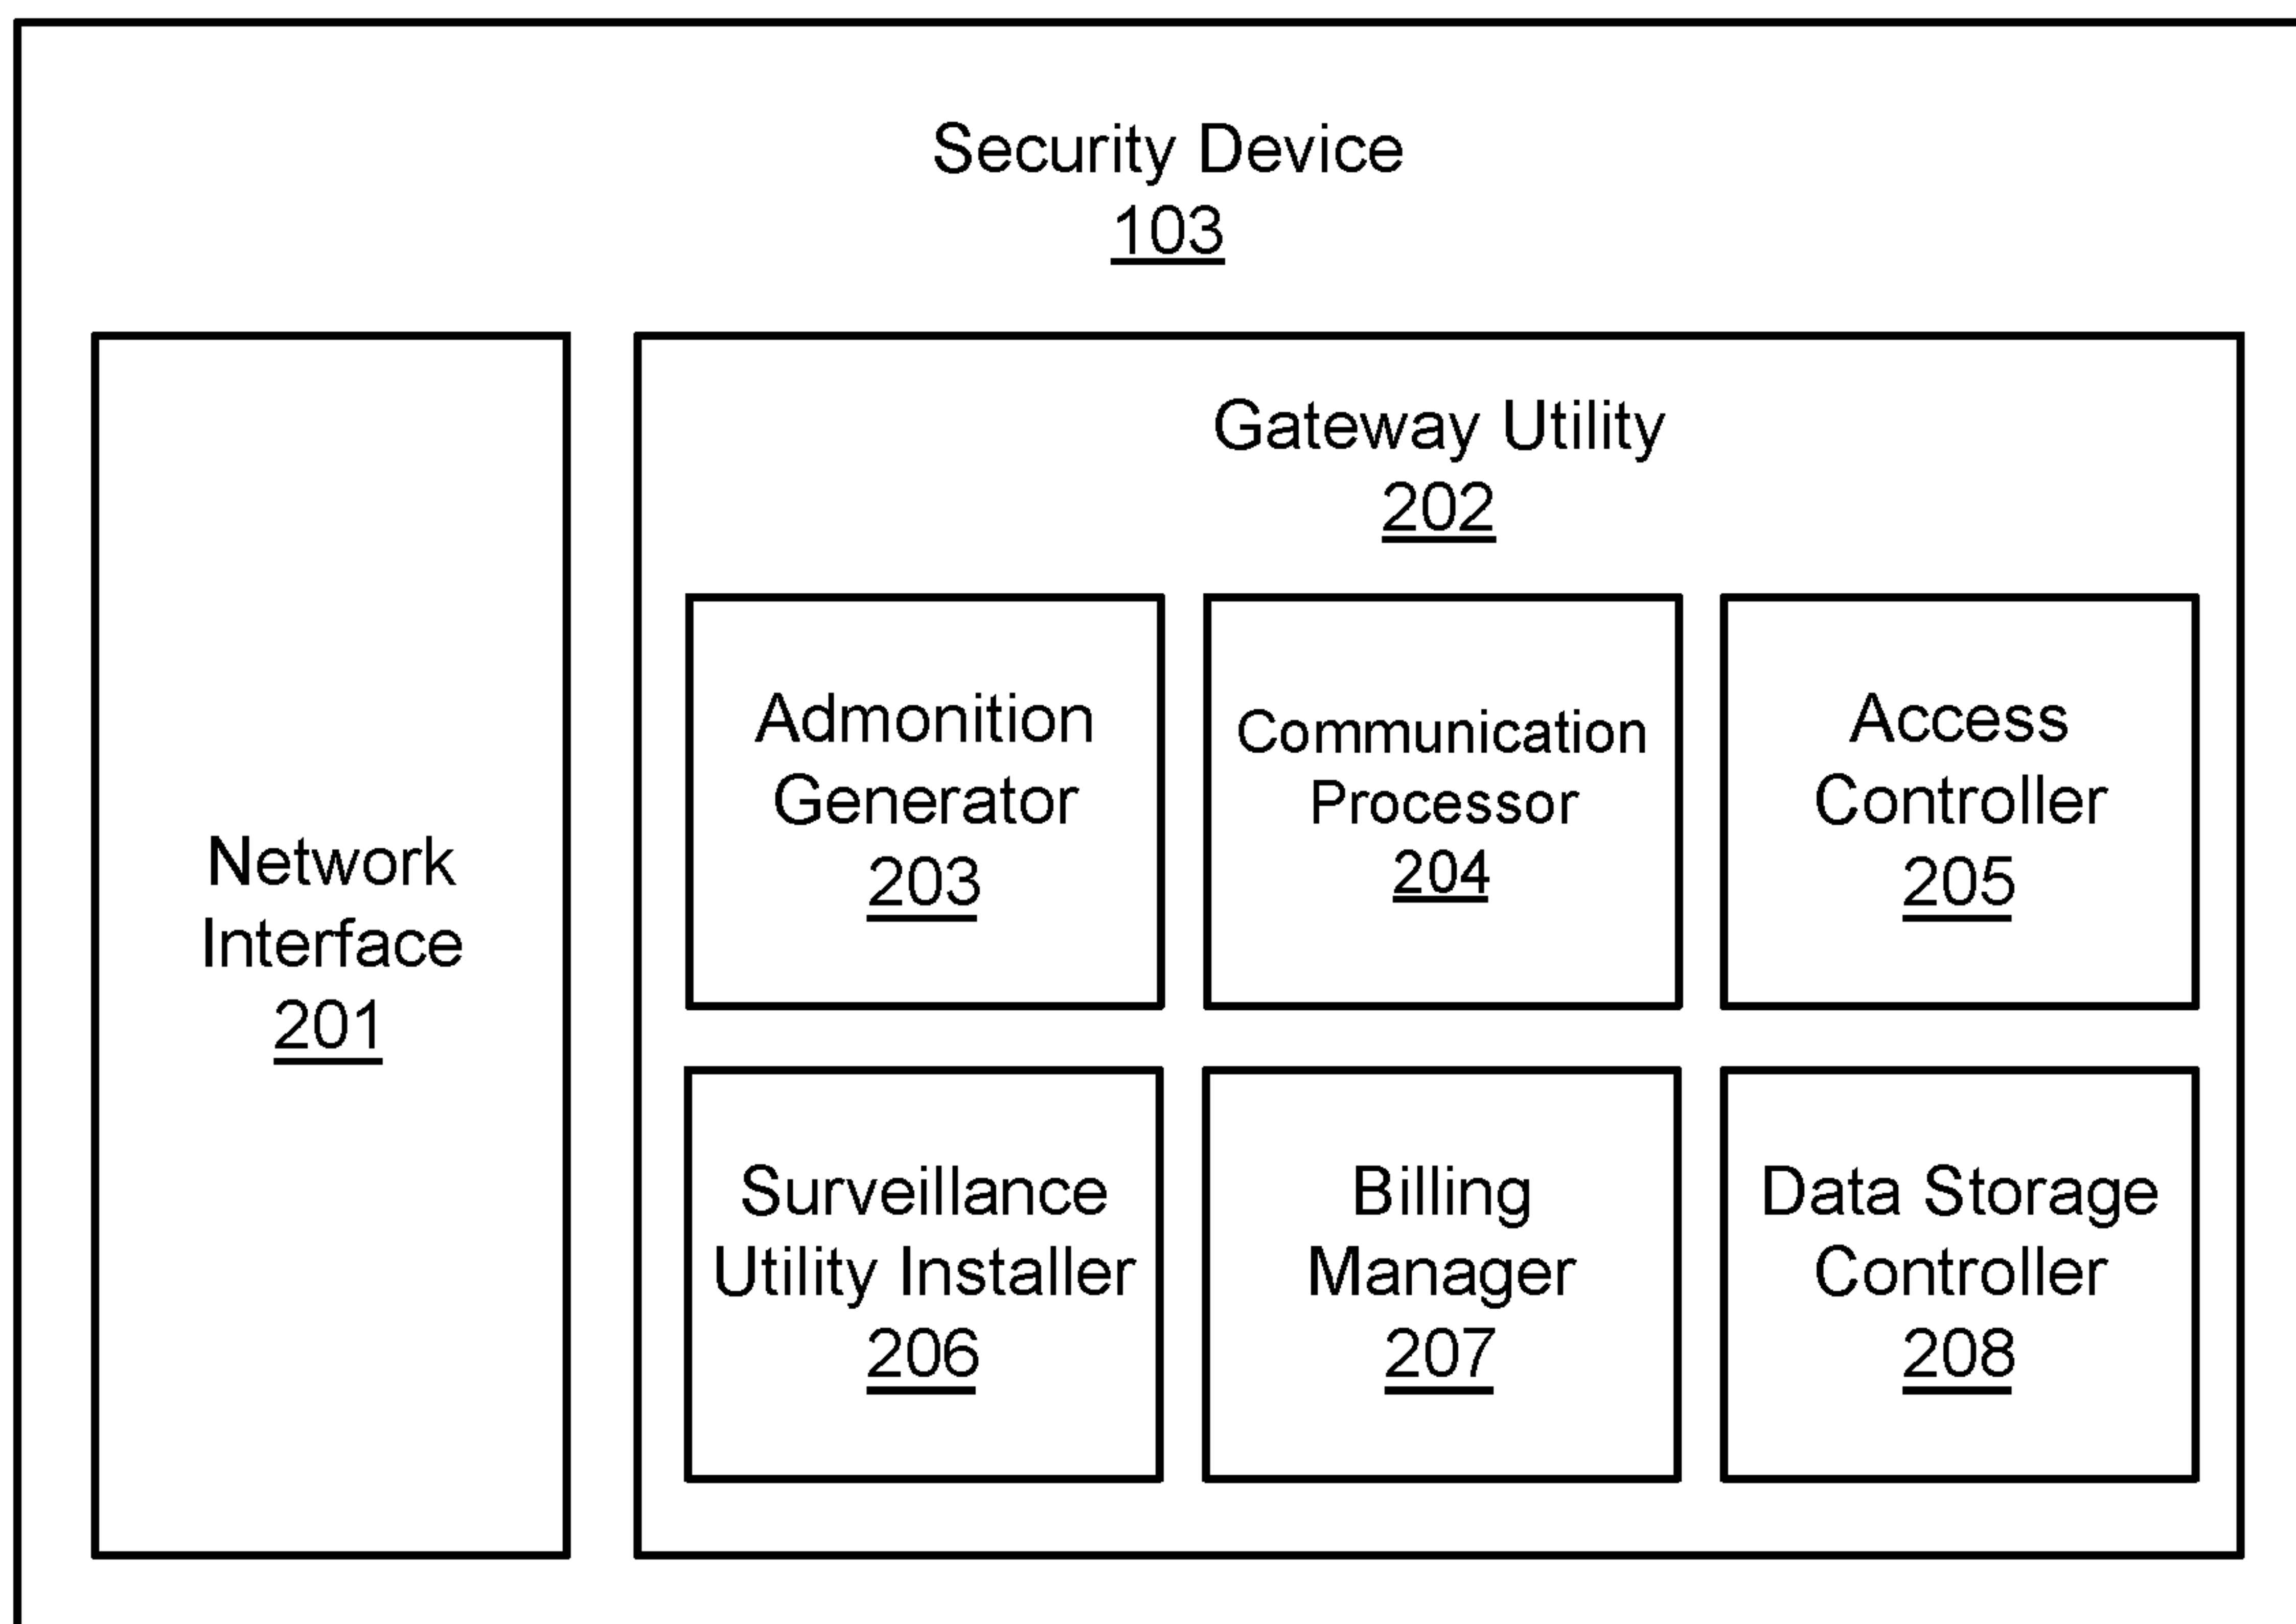 Security Device
103
Network
Interface
201
Gateway Utility
202
Admonition
Generator
203
Communication
Processor
204
Access
Controller
205
Surveillance
Utility Installer
206
Billing
Manager
207
Data Storage
Controller
208